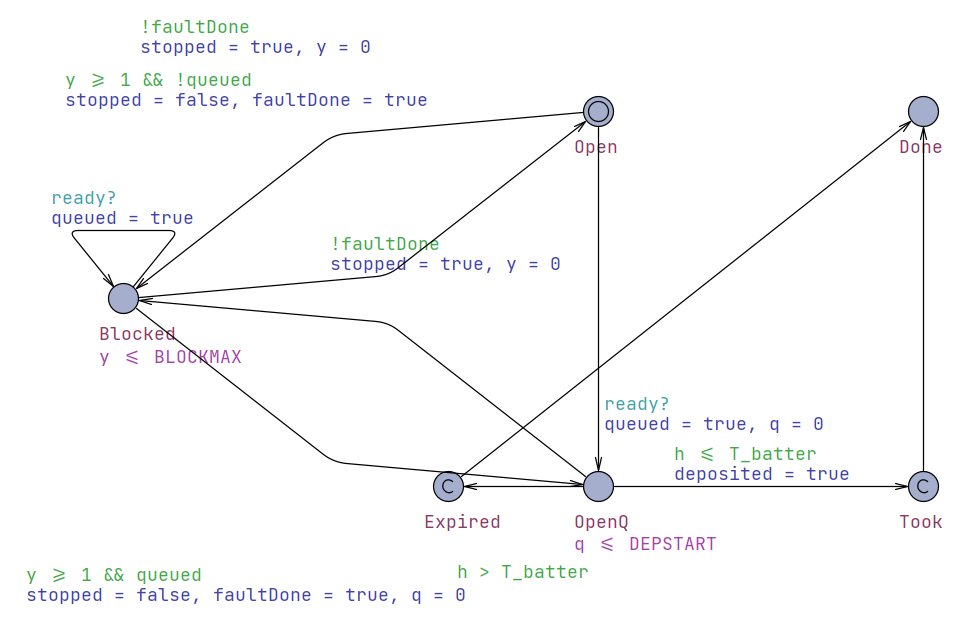 !faultDone
stopped = true, y = 0
y ⩾ 1 && !queued
stopped = false, faultDone = true
Open
Done
ready?
queued = true
!faultDone
stopped = true, y = 0
Blocked
y ⩽ BLOCKMAX
ready?
queued = true, q = 0
h ⩽ T_batter
deposited = true
C
C
Expired
OpenQ
Took
q ⩽ DEPSTART
h > T_batter
y ⩾ 1 && queued
stopped = false, faultDone = true, q = 0